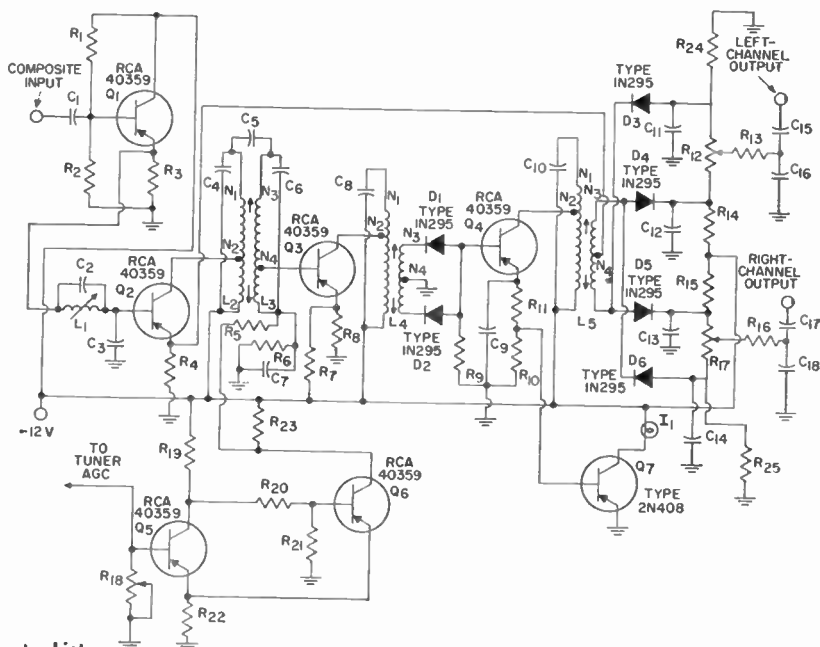 COMPOSITE
INPUT
C1
R1
R2
RCA
40359
Q1
R3
C2
L1
C3
RCA
40359
Q2
R4
-12 V
C5
C4
C6
N1
N3
N2
N4
L2
L3
R5
R6
C7
RCA
40359
Q3
R7
R8
C8
N1
N2
N3
N4
L4
D1
TYPE
1N295
TYPE
1N295
D2
RCA
40359
Q4
R9
C9
R11
R10
C10
N1
N2
N3
N4
L5
TYPE
1N295
D3
C11
D4
TYPE
1N295
C12
D5
TYPE
1N295
C13
D6
TYPE
1N295
C14
R24
R12
R14
R15
R17
R25
LEFT-
CHANNEL
OUTPUT
R13
C15
C16
RIGHT-
CHANNEL
OUTPUT
R16
C17
C18
I1
Q7
TYPE
2N408
R23
R19
R20
R21
RCA
40359
Q6
TO
TUNER
AGC
RCA
40359
Q5
R18
R22